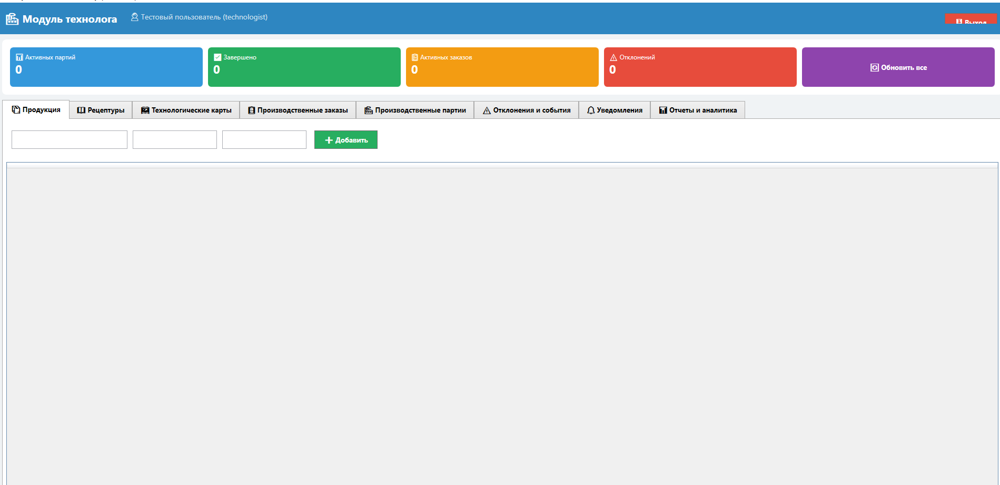 Модуль технолога
Тестовый пользователь (technologist)
Выход
Активных партий
0
Завершено
0
Активных заказов
0
Отклонений
0
Обновить все
Продукция
Рецептуры
Технологические карты
Производственные заказы
Производственные партии
Отклонения и события
Уведомления
Отчеты и аналитика
Добавить